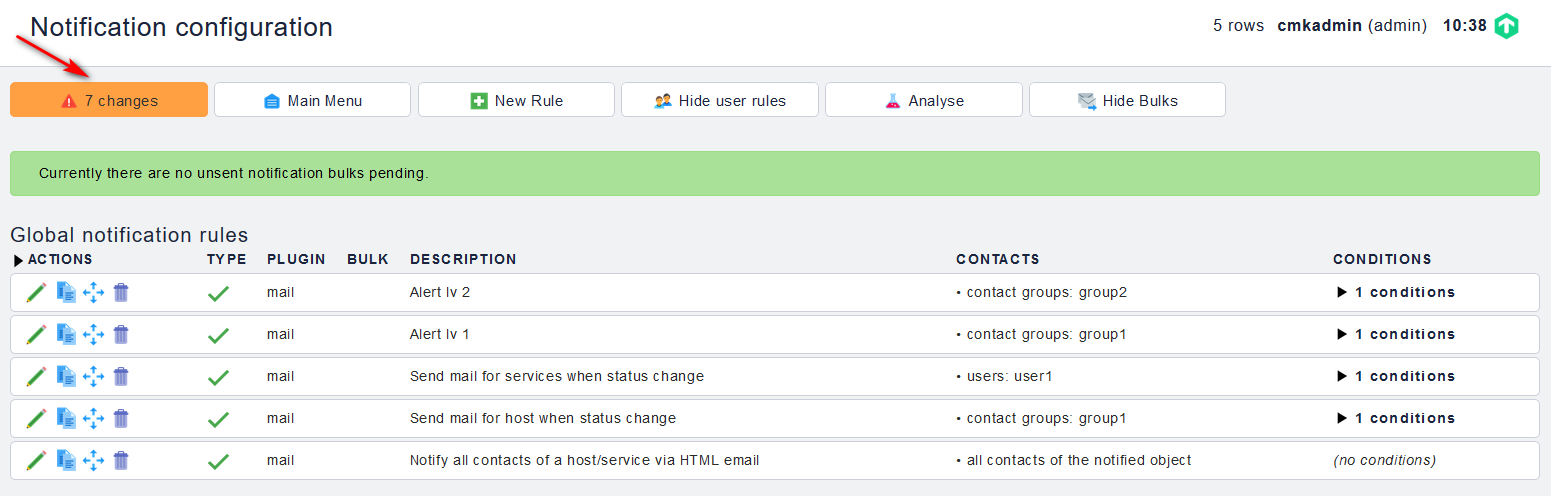 Notification configuration
5 rows cmkadmin (admin) 10:38
7 changes Main Menu New Rule Hide user rules Analyse Hide Bulks
Currently there are no unsent notification bulks pending.
Global notification rules
ACTIONS TYPE PLUGIN BULK DESCRIPTION CONTACTS CONDITIONS
mail Alert lv 2 • contact groups: group2 1 conditions
mail Alert lv 1 • contact groups: group1 1 conditions
mail Send mail for services when status change • users: user1 1 conditions
mail Send mail for host when status change • contact groups: group1 1 conditions
mail Notify all contacts of a host/service via HTML email • all contacts of the notified object (no conditions)